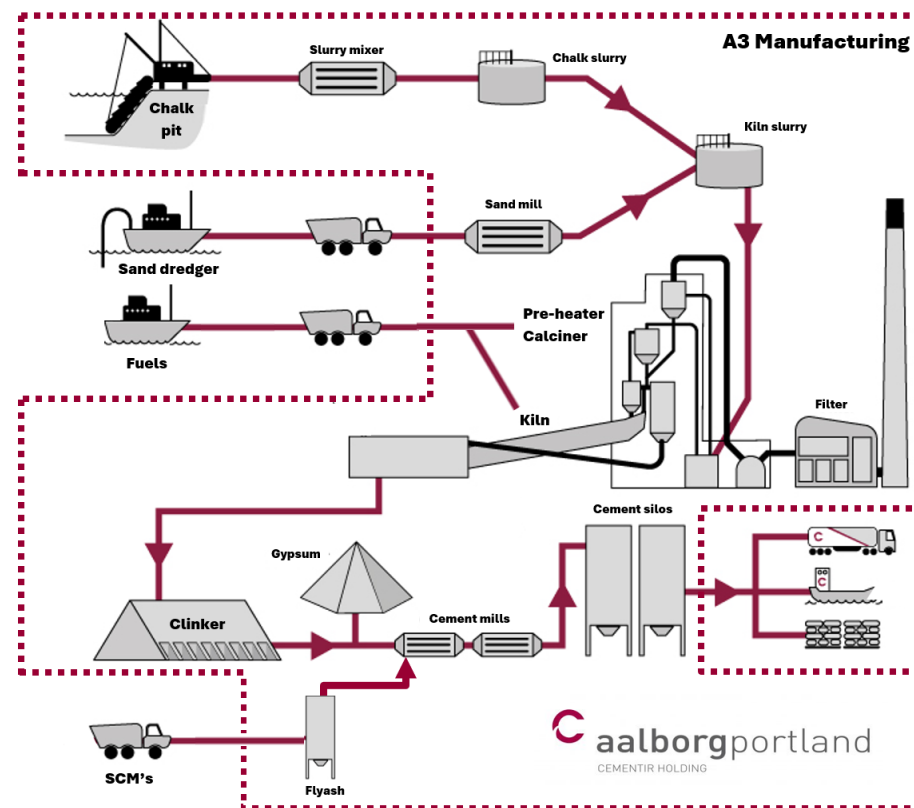 A3 Manufacturing
Slurry mixer
Chalk slurry
Chalk
pit
Kiln slurry
Sand mill
Sand dredger
Pre-heater
Calciner
Fuels
Kiln
Filter
Cement silos
C
Gypsum
C
Clinker
Cement mills
SCM's
Flyash
aalborgportland
CEMENTIR HOLDING